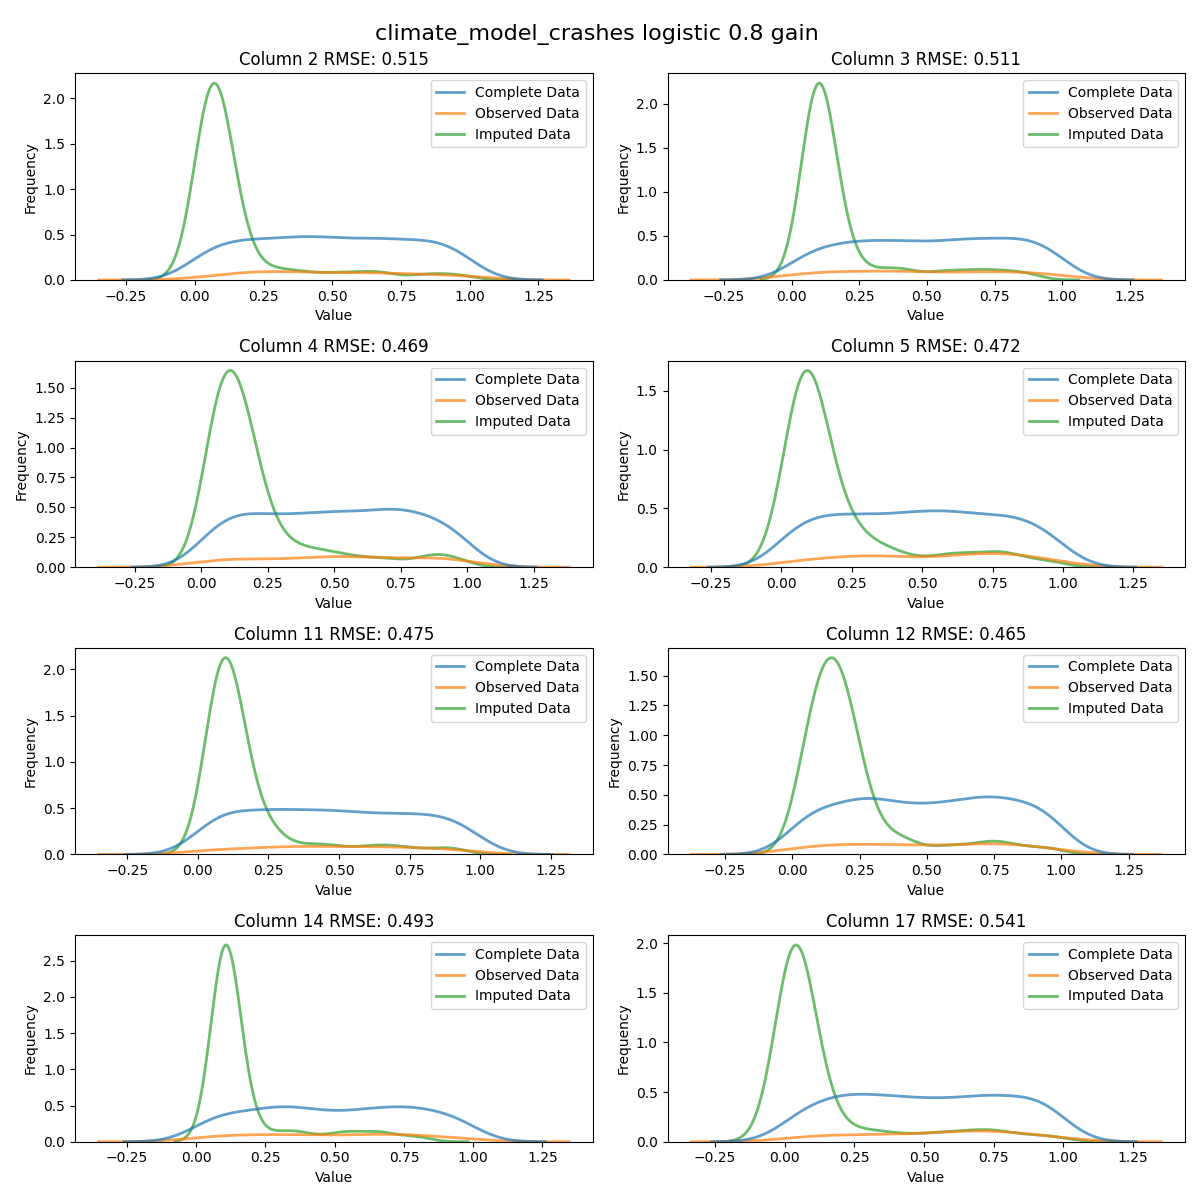 climate_model_crashes logistic 0.8 gain
Column 2 RMSE: 0.515
Complete Data
Observed Data
Imputed Data
Frequency
2.0
1.5
1.0
0.5
0.0
−0.25 0.00 0.25 0.50 0.75 1.00 1.25
Value
Column 3 RMSE: 0.511
Complete Data
Observed Data
Imputed Data
Frequency
2.0
1.5
1.0
0.5
0.0
−0.25 0.00 0.25 0.50 0.75 1.00 1.25
Value
Column 4 RMSE: 0.469
Complete Data
Observed Data
Imputed Data
Frequency
1.50
1.25
1.00
0.75
0.50
0.25
0.00
−0.25 0.00 0.25 0.50 0.75 1.00 1.25
Value
Column 5 RMSE: 0.472
Complete Data
Observed Data
Imputed Data
Frequency
1.5
1.0
0.5
0.0
−0.25 0.00 0.25 0.50 0.75 1.00 1.25
Value
Column 11 RMSE: 0.475
Complete Data
Observed Data
Imputed Data
Frequency
2.0
1.5
1.0
0.5
0.0
−0.25 0.00 0.25 0.50 0.75 1.00 1.25
Value
Column 12 RMSE: 0.465
Complete Data
Observed Data
Imputed Data
Frequency
1.50
1.25
1.00
0.75
0.50
0.25
0.00
−0.25 0.00 0.25 0.50 0.75 1.00 1.25
Value
Column 14 RMSE: 0.493
Complete Data
Observed Data
Imputed Data
Frequency
2.5
2.0
1.5
1.0
0.5
0.0
−0.25 0.00 0.25 0.50 0.75 1.00 1.25
Value
Column 17 RMSE: 0.541
Complete Data
Observed Data
Imputed Data
Frequency
2.0
1.5
1.0
0.5
0.0
−0.25 0.00 0.25 0.50 0.75 1.00 1.25
Value